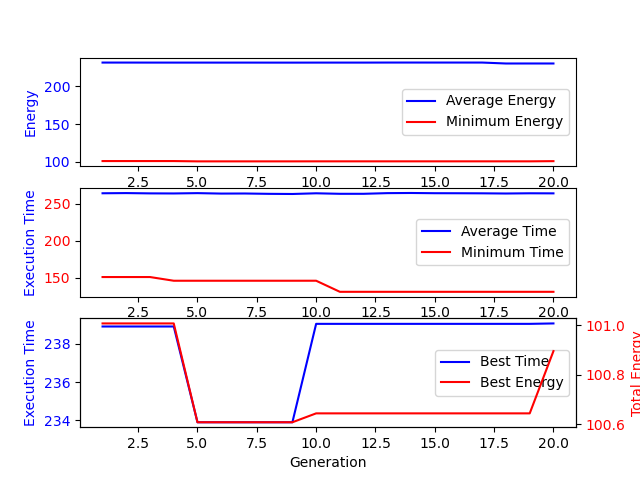 Energy
200
150
100
Average Energy
Minimum Energy
2.5 5.0 7.5 10.0 12.5 15.0 17.5 20.0
Execution Time
250
200
150
Average Time
Minimum Time
2.5 5.0 7.5 10.0 12.5 15.0 17.5 20.0
Execution Time
238
236
234
Best Time
Best Energy
101.0
100.8
100.6
Total Energy
2.5 5.0 7.5 10.0 12.5 15.0 17.5 20.0
Generation